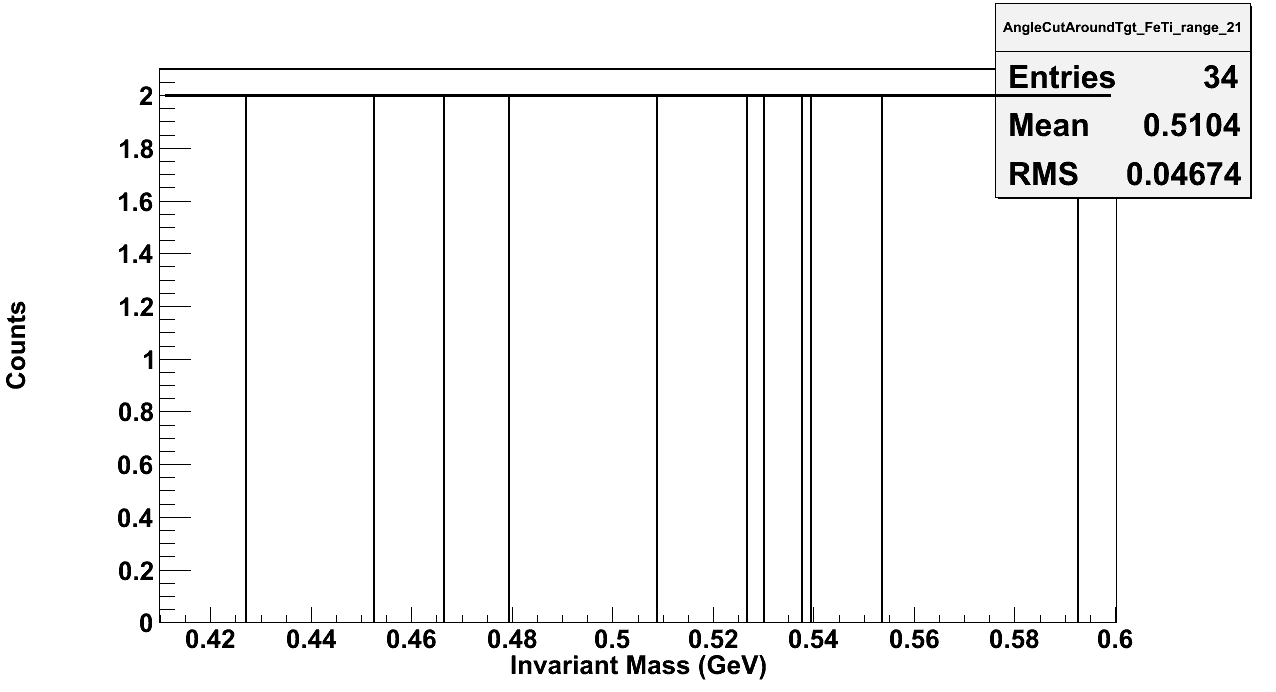 AngleCutAroundTgt_FeTi_range_21
Entries 34
Mean 0.5104
RMS 0.04674
2
1.8
1.6
1.4
1.2
1
0.8
0.6
0.4
0.2
0
Counts
0.42 0.44 0.46 0.48 0.5 0.52 0.54 0.56 0.58 0.6
Invariant Mass (GeV)